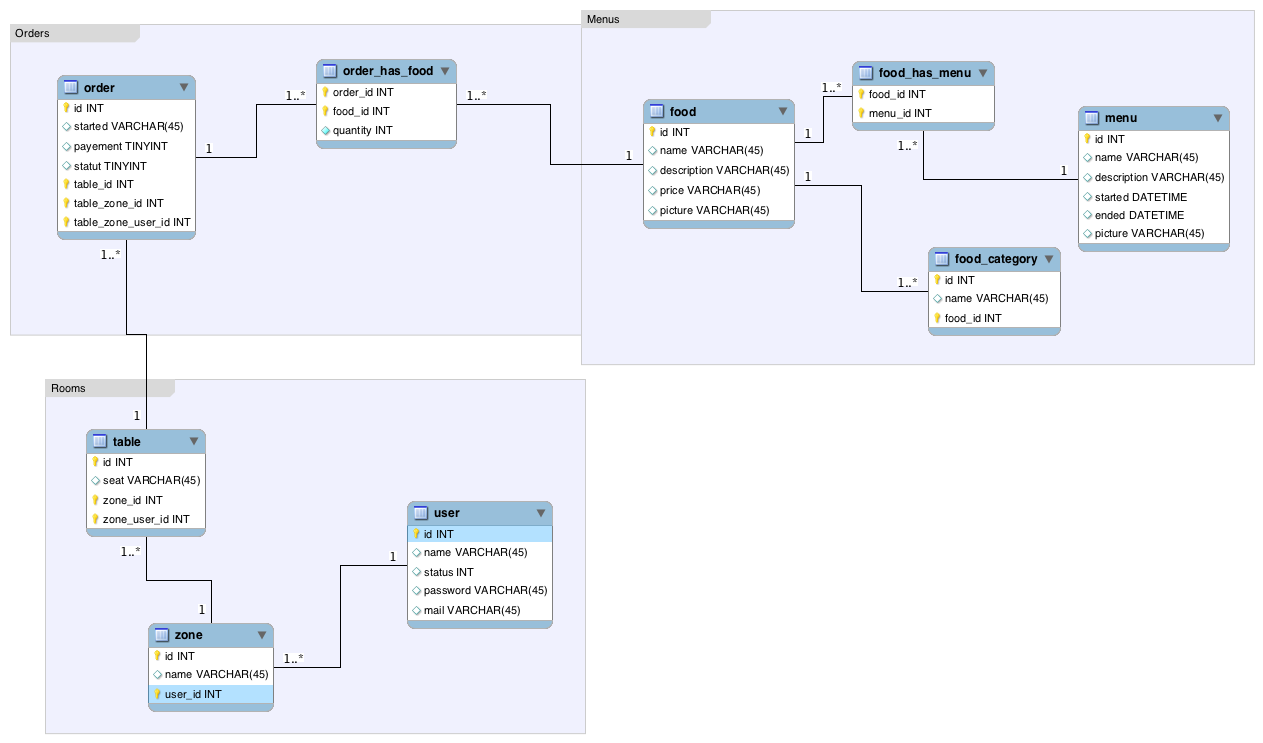 Orders
order
id INT
started VARCHAR(45)
payement TINYINT
statut TINYINT
table_id INT
table_zone_id INT
table_zone_user_id INT
1
1..*
1..*
order_has_food
order_id INT
food_id INT
quantity INT
1..*
1
Menus
food
id INT
name VARCHAR(45)
description VARCHAR(45)
price VARCHAR(45)
picture VARCHAR(45)
1
1..*
food_has_menu
food_id INT
menu_id INT
1..*
1
menu
id INT
name VARCHAR(45)
description VARCHAR(45)
started DATETIME
ended DATETIME
picture VARCHAR(45)
1
1..*
food_category
id INT
name VARCHAR(45)
food_id INT
Rooms
1
table
id INT
seat VARCHAR(45)
zone_id INT
zone_user_id INT
1..*
1
zone
id INT
name VARCHAR(45)
user_id INT
1..*
1
user
id INT
name VARCHAR(45)
status INT
password VARCHAR(45)
mail VARCHAR(45)